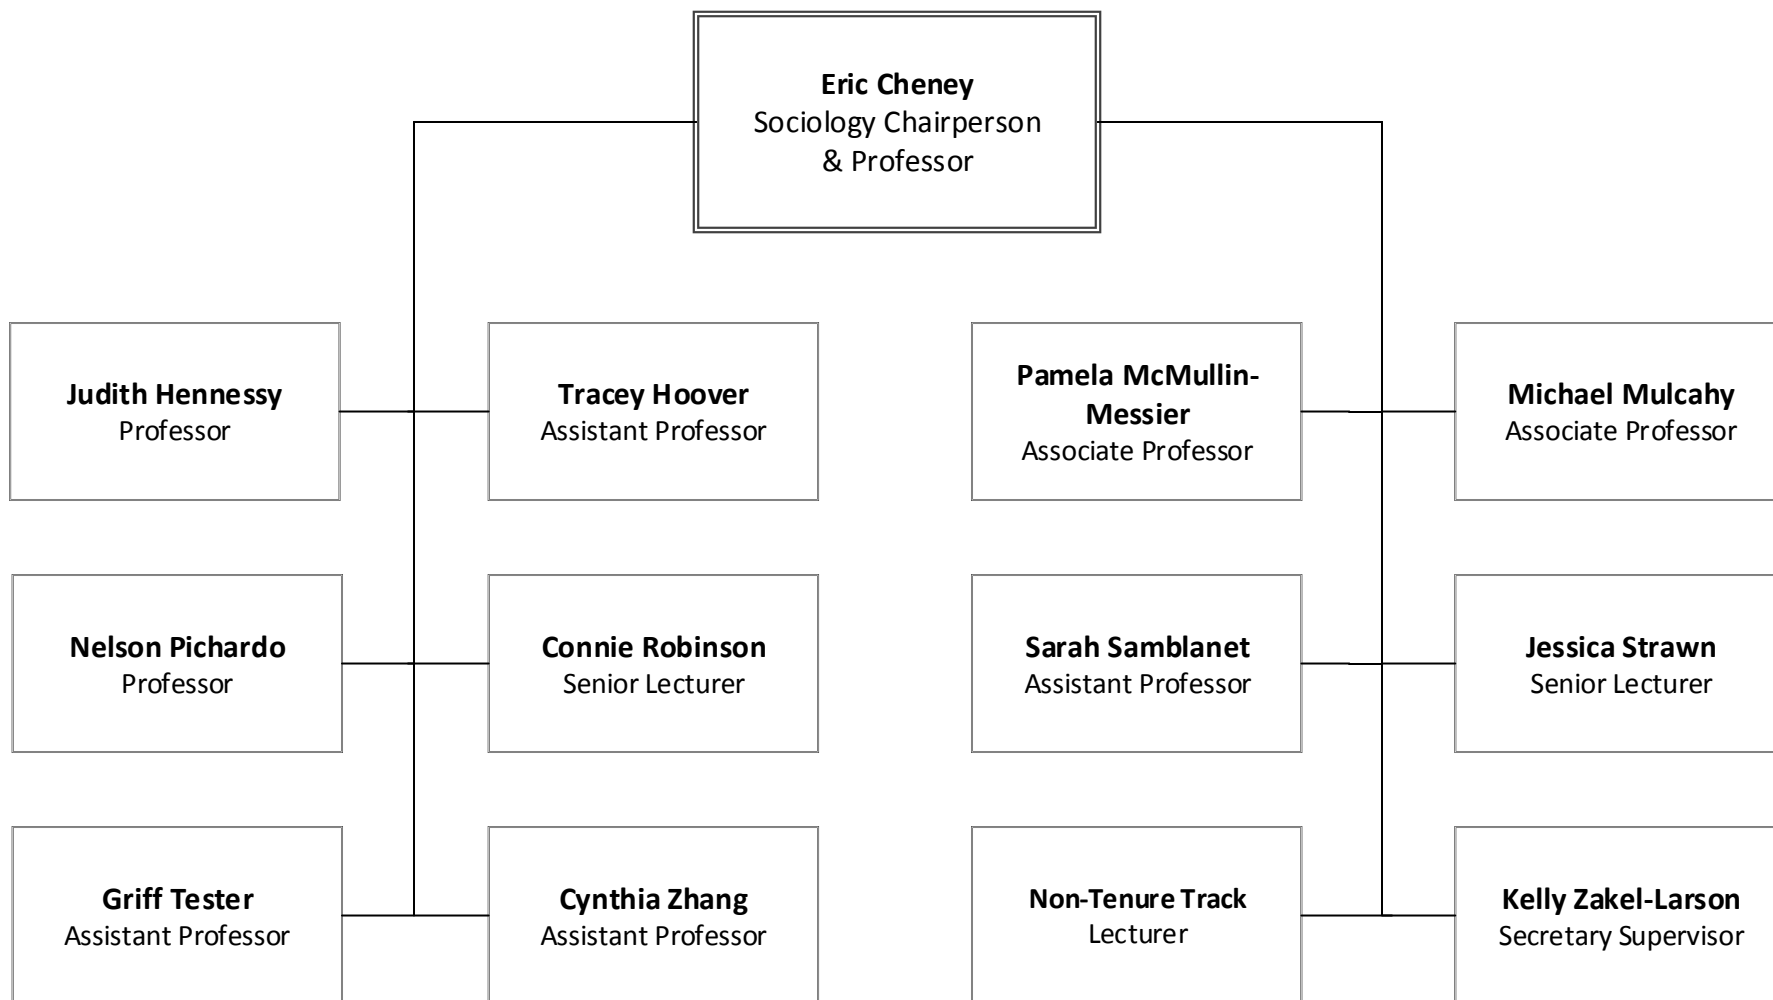 Eric Cheney
Sociology Chairperson
& Professor
Judith Hennessy
Professor
Tracey Hoover
Assistant Professor
Pamela McMullin-
Messier
Associate Professor
Michael Mulcahy
Associate Professor
Nelson Pichardo
Professor
Connie Robinson
Senior Lecturer
Sarah Samblanet
Assistant Professor
Jessica Strawn
Senior Lecturer
Griff Tester
Assistant Professor
Cynthia Zhang
Assistant Professor
Non-Tenure Track
Lecturer
Kelly Zakel-Larson
Secretary Supervisor